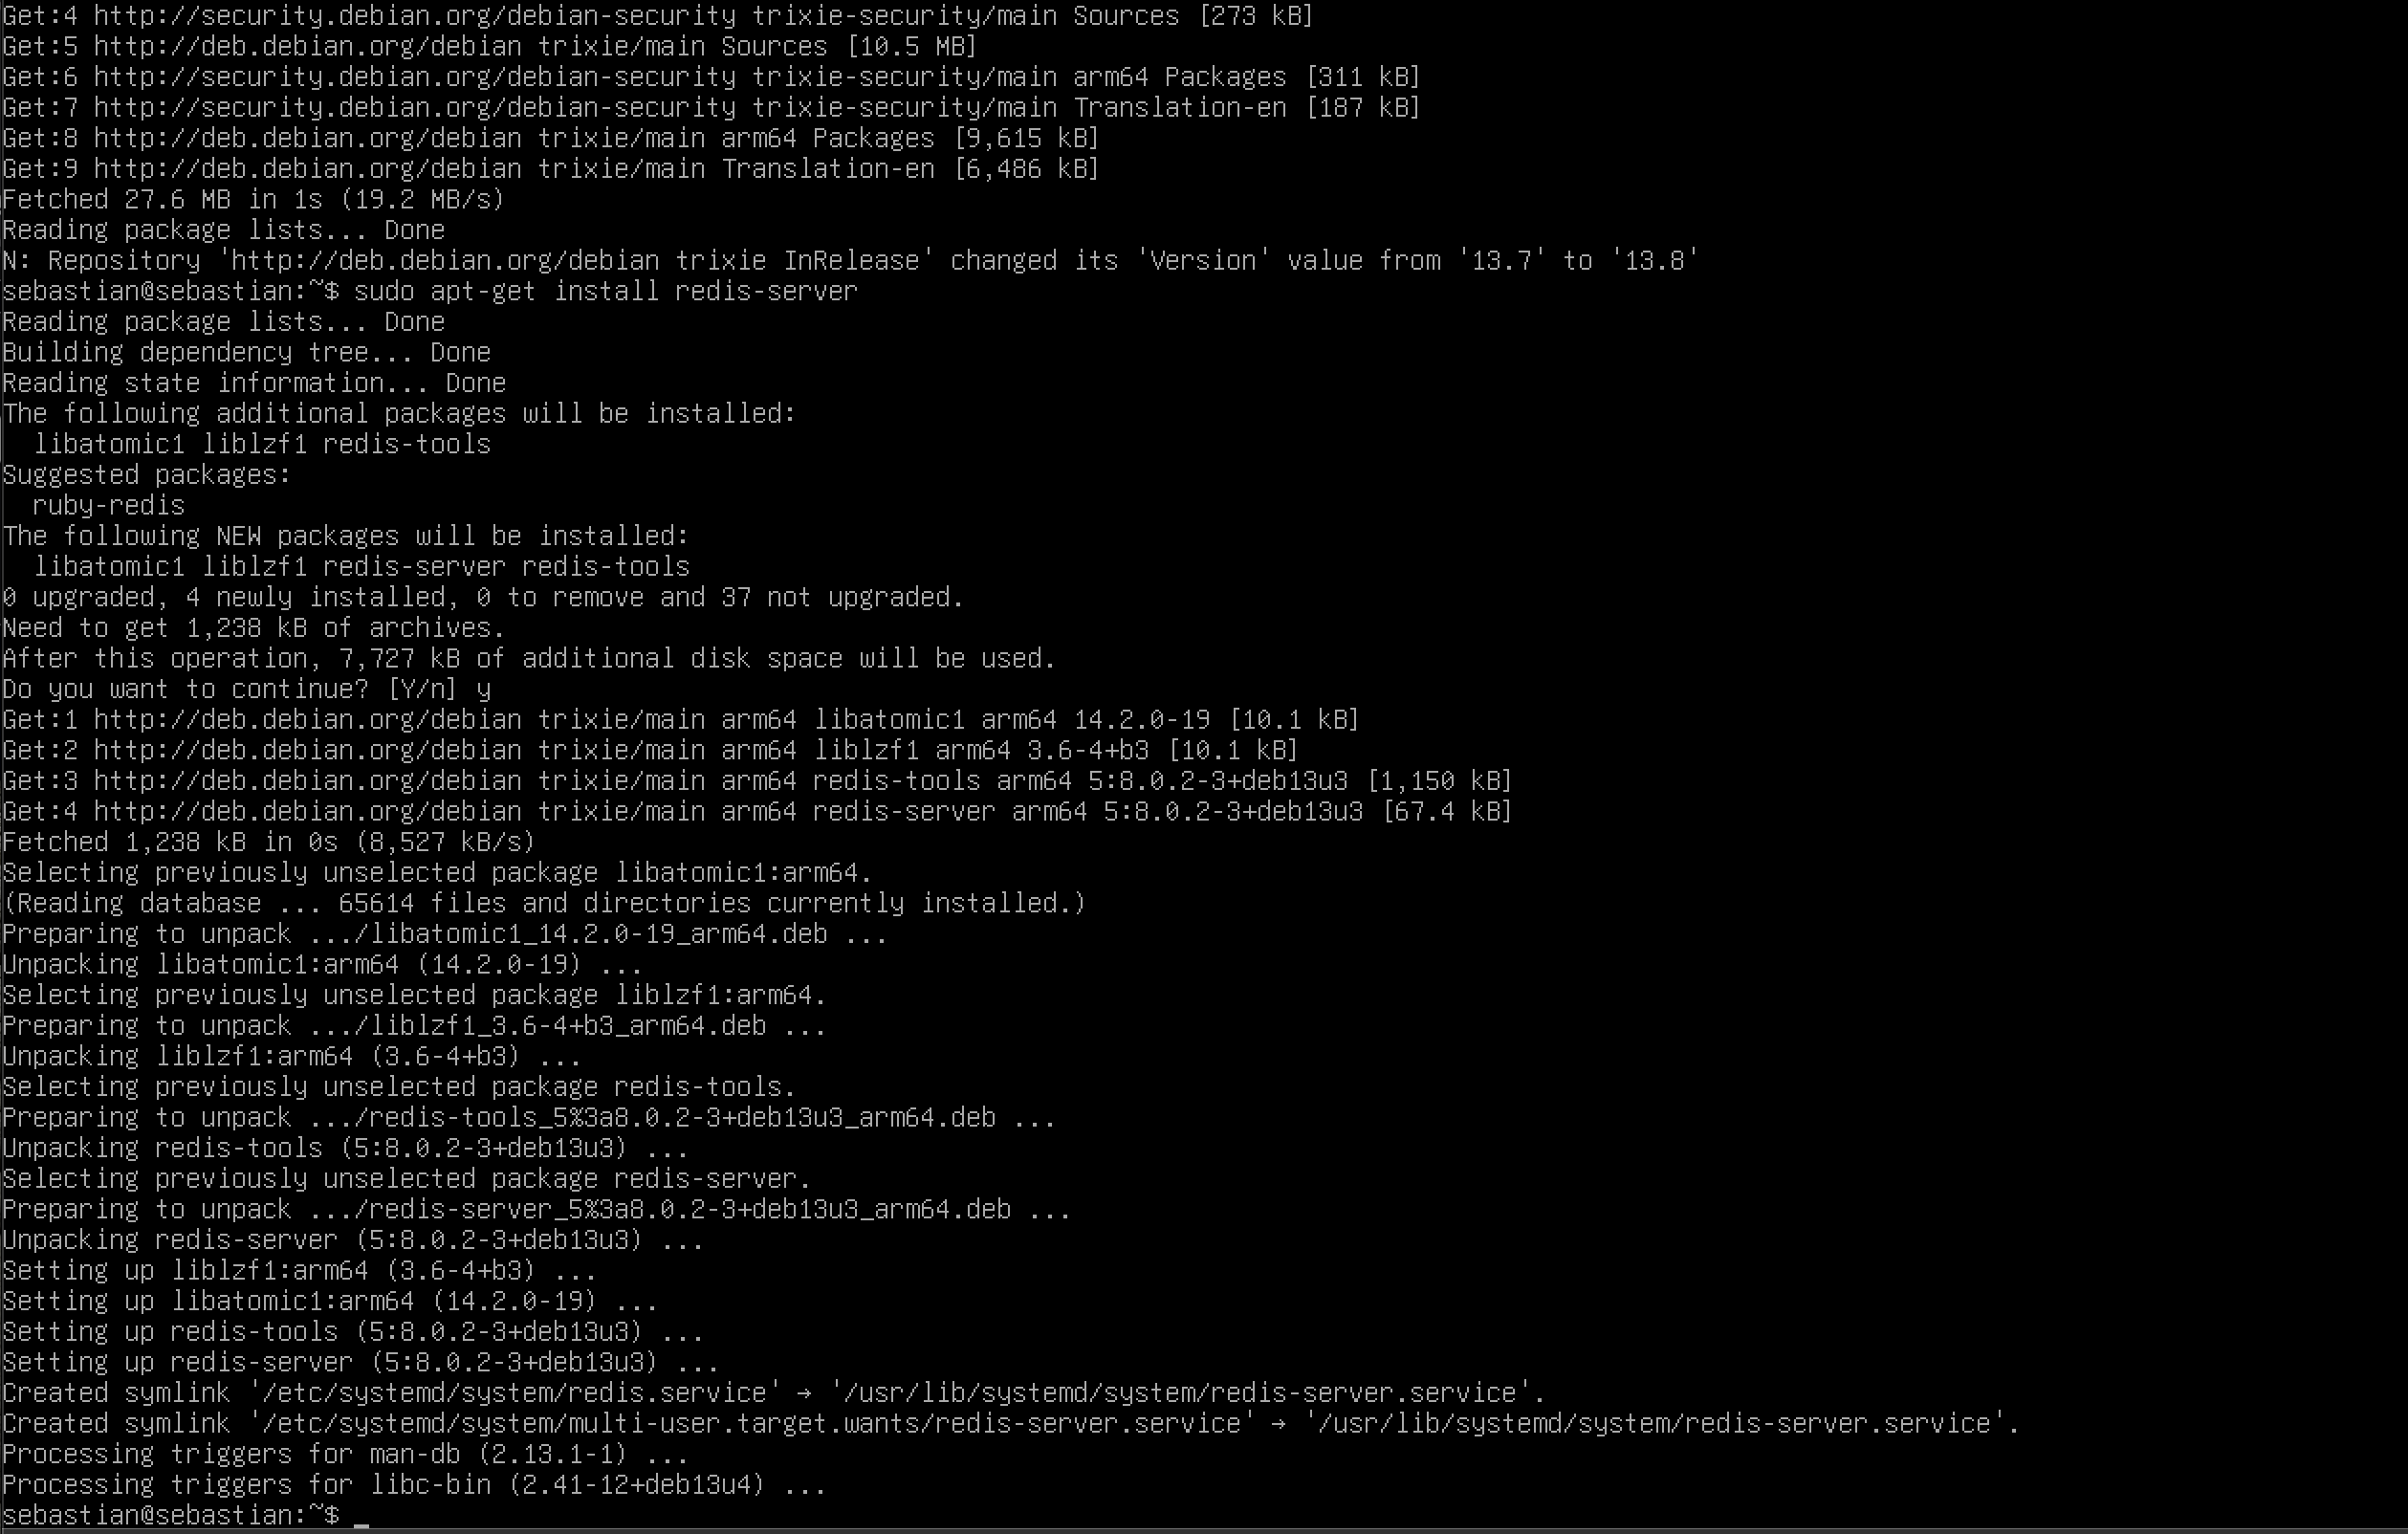 Get:4 http://security.debian.org/debian-security trixie-security/main Sources [273 kB]
Get:5 http://deb.debian.org/debian trixie/main Sources [10.5 MB]
Get:6 http://security.debian.org/debian-security trixie-security/main arm64 Packages [311 kB]
Get:7 http://security.debian.org/debian-security trixie-security/main Translation-en [187 kB]
Get:8 http://deb.debian.org/debian trixie/main arm64 Packages [9,615 kB]
Get:9 http://deb.debian.org/debian trixie/main Translation-en [6,486 kB]
Fetched 27.6 MB in 1s (19.2 MB/s)
Reading package lists... Done
N: Repository 'http://deb.debian.org/debian trixie InRelease' changed its 'Version' value from '13.7' to '13.8'
sebastian@sebastian:~$ sudo apt-get install redis-server
Reading package lists... Done
Building dependency tree... Done
Reading state information... Done
The following additional packages will be installed:
  libatomic1 liblzf1 redis-tools
Suggested packages:
  ruby-redis
The following NEW packages will be installed:
  libatomic1 liblzf1 redis-server redis-tools
0 upgraded, 4 newly installed, 0 to remove and 37 not upgraded.
Need to get 1,238 kB of archives.
After this operation, 7,727 kB of additional disk space will be used.
Do you want to continue? [Y/n] y
Get:1 http://deb.debian.org/debian trixie/main arm64 libatomic1 arm64 14.2.0-19 [10.1 kB]
Get:2 http://deb.debian.org/debian trixie/main arm64 liblzf1 arm64 3.6-4+b3 [10.1 kB]
Get:3 http://deb.debian.org/debian trixie/main arm64 redis-tools arm64 5:8.0.2-3+deb13u3 [1,150 kB]
Get:4 http://deb.debian.org/debian trixie/main arm64 redis-server arm64 5:8.0.2-3+deb13u3 [67.4 kB]
Fetched 1,238 kB in 0s (8,527 kB/s)
Selecting previously unselected package libatomic1:arm64.
(Reading database ... 65614 files and directories currently installed.)
Preparing to unpack .../libatomic1_14.2.0-19_arm64.deb ...
Unpacking libatomic1:arm64 (14.2.0-19) ...
Selecting previously unselected package liblzf1:arm64.
Preparing to unpack .../liblzf1_3.6-4+b3_arm64.deb ...
Unpacking liblzf1:arm64 (3.6-4+b3) ...
Selecting previously unselected package redis-tools.
Preparing to unpack .../redis-tools_5%3a8.0.2-3+deb13u3_arm64.deb ...
Unpacking redis-tools (5:8.0.2-3+deb13u3) ...
Selecting previously unselected package redis-server.
Preparing to unpack .../redis-server_5%3a8.0.2-3+deb13u3_arm64.deb ...
Unpacking redis-server (5:8.0.2-3+deb13u3) ...
Setting up liblzf1:arm64 (3.6-4+b3) ...
Setting up libatomic1:arm64 (14.2.0-19) ...
Setting up redis-tools (5:8.0.2-3+deb13u3) ...
Setting up redis-server (5:8.0.2-3+deb13u3) ...
Created symlink '/etc/systemd/system/redis.service' → '/usr/lib/systemd/system/redis-server.service'.
Created symlink '/etc/systemd/system/multi-user.target.wants/redis-server.service' → '/usr/lib/systemd/system/redis-server.service'.
Processing triggers for man-db (2.13.1-1) ...
Processing triggers for libc-bin (2.41-12+deb13u4) ...
sebastian@sebastian:~$ _